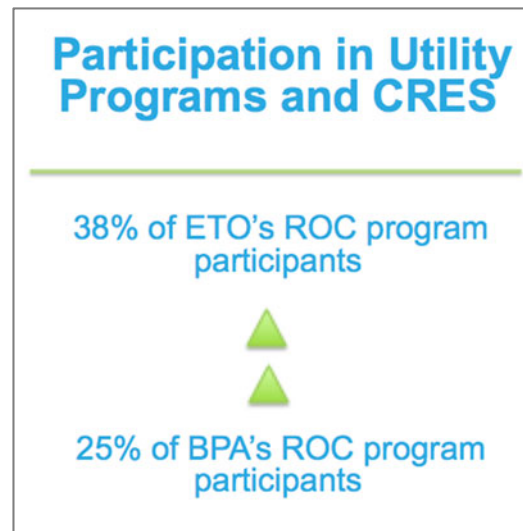 Participation in Utility
Programs and CRES
38% of ETO's ROC program
participants
25% of BPA's ROC program
participants